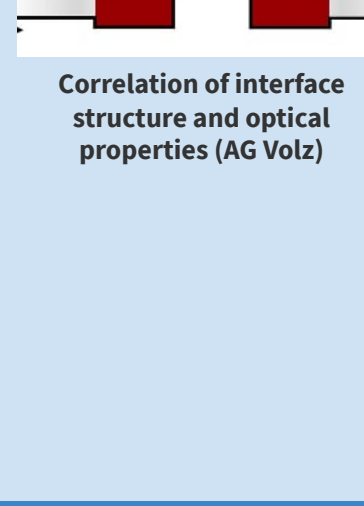 Correlation of interface
structure and optical
properties (AG Volz)